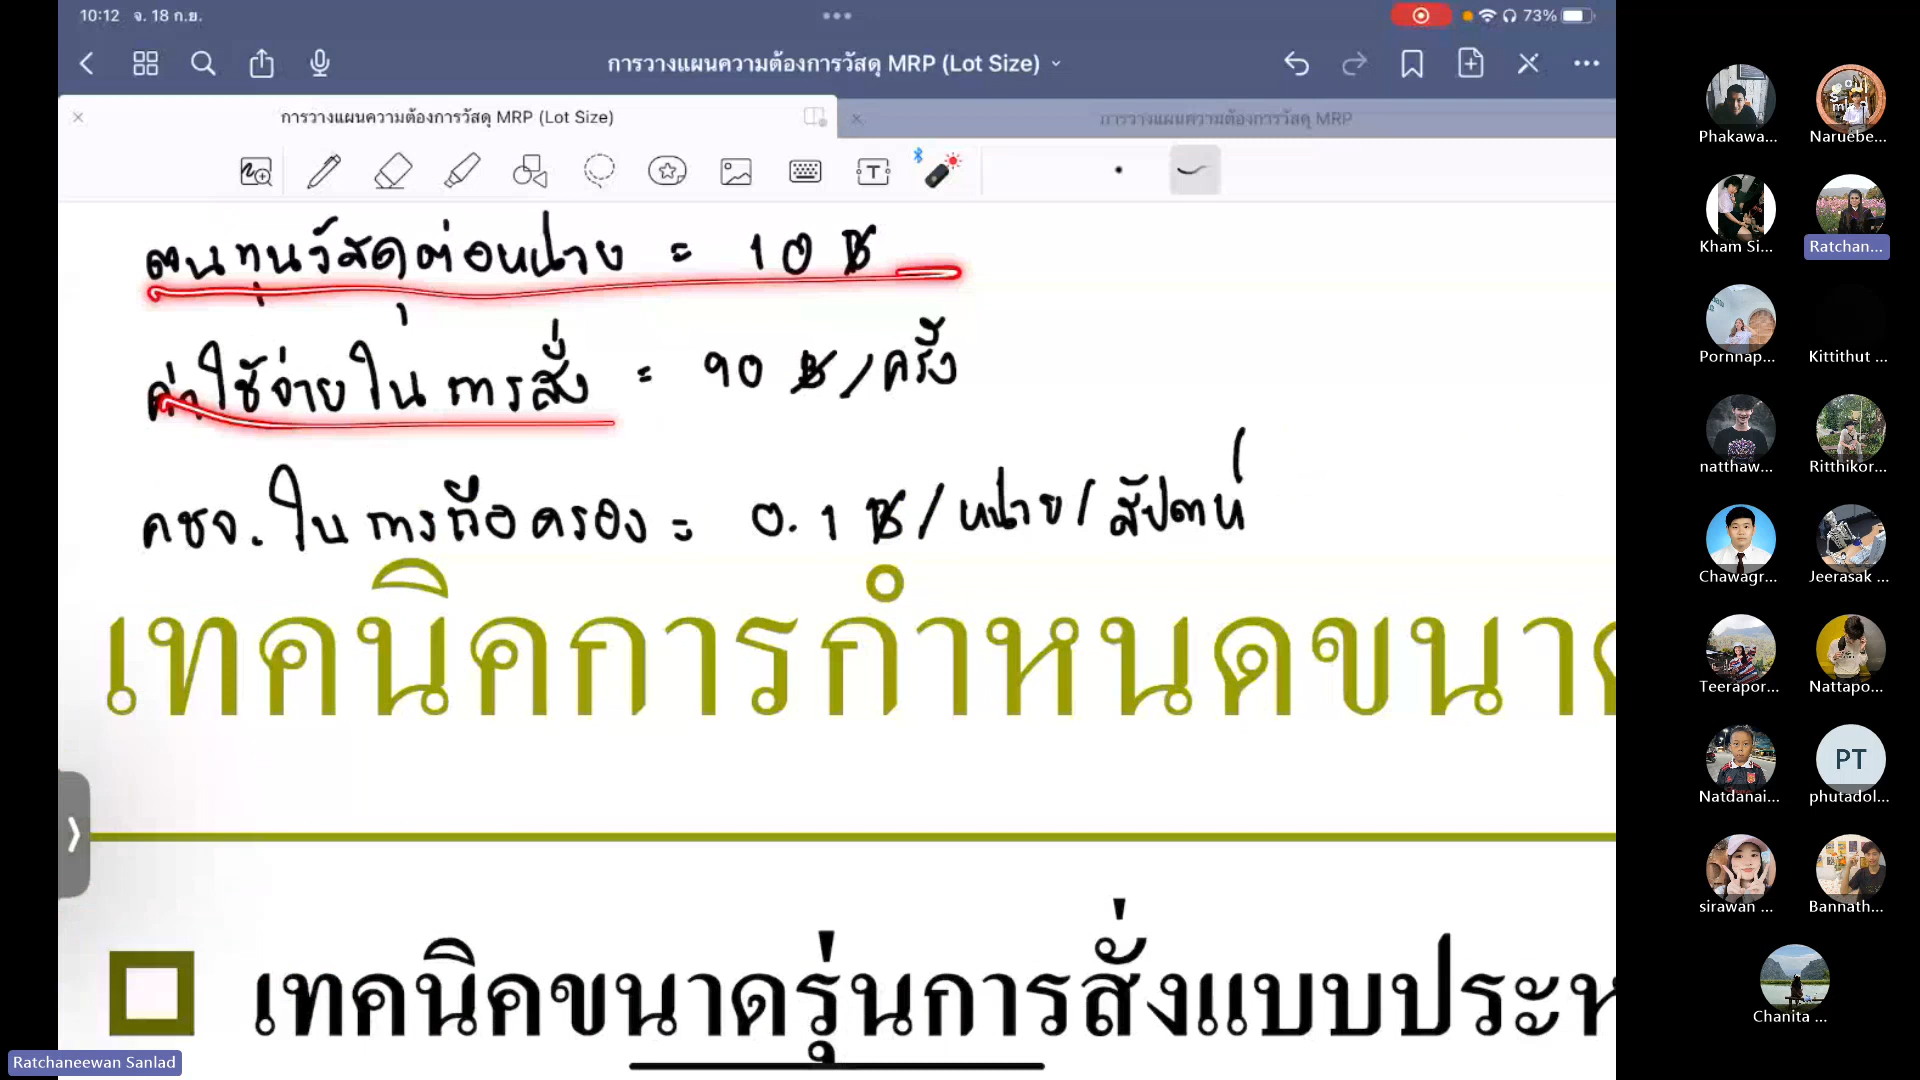 10:12 จ. 18 ก.ย.
73%
การวางแผนความต้องการวัสดุ MRP (Lot Size)
การวางแผนความต้องการวัสดุ MRP (Lot Size)
การวางแผนความต้องการวัสดุ MRP
ต้นทุนวัสดุต่อหน่วย = 10 ฿
ค่าใช้จ่ายในการสั่ง = 90 ฿/ครั้ง
คชจ. ในการถือครอง = 0.1 ฿/หน่วย/สัปดาห์
เทคนิคการกำหนดขนาด
เทคนิคขนาดรุ่นการสั่งแบบประห
Ratchaneewan Sanlad
Phakawa...
Naruebe...
Kham Si...
Ratchan...
Pornnap...
Kittithut ...
natthaw...
Ritthikor...
Chawagr...
Jeerasak ...
Teerapor...
Nattapo...
Natdanai...
PT
phutadol...
sirawan ...
Bannath...
Chanita ...